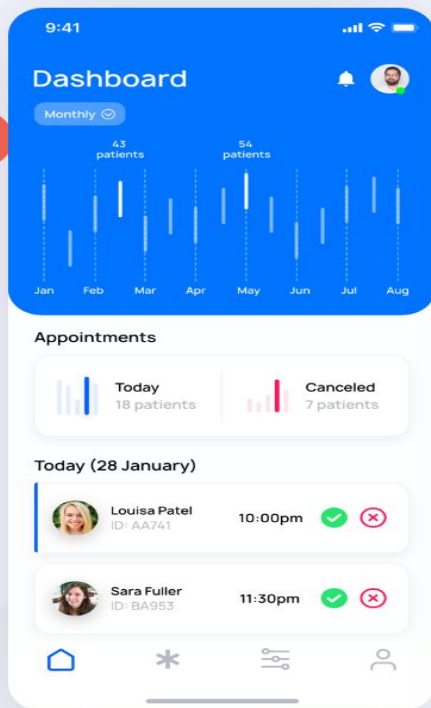 9:41
Dashboard
Monthly
43 patients
54 patients
Jan Feb Mar Apr May Jun Jul Aug
Appointments
Today
18 patients
Canceled
7 patients
Today (28 January)
Louisa Patel
ID: AA741
10:00pm
Sara Fuller
ID: BA953
11:30pm